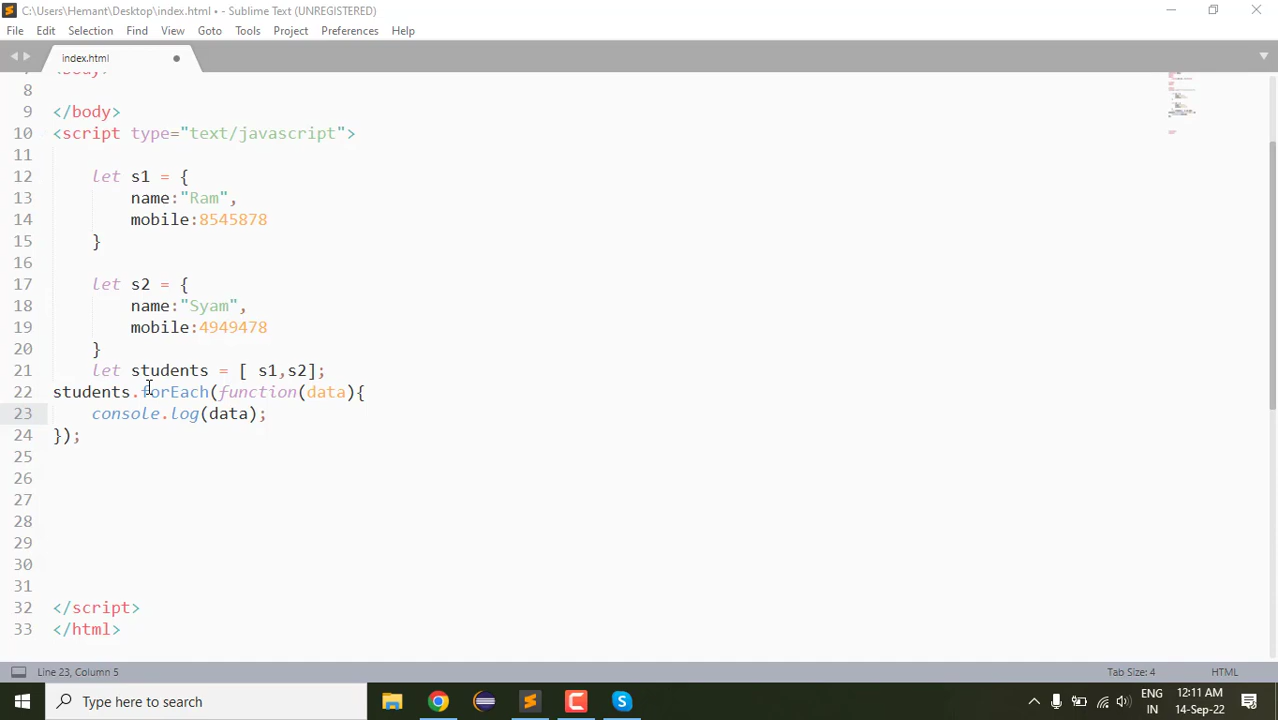 C:\Users\Hemant\Desktop\index.html • - Sublime Text (UNREGISTERED)
File Edit Selection Find View Goto Tools Project Preferences Help
index.html
7 <body>
8
9 </body>
10 <script type="text/javascript">
11
12 let s1 = {
13 name:"Ram",
14 mobile:8545878
15 }
16
17 let s2 = {
18 name:"Syam",
19 mobile:4949478
20 }
21 let students = [ s1,s2];
22 students.forEach(function(data){
23 console.log(data);
24 });
25
26
27
28
29
30
31
32 </script>
33 </html>
Line 23, Column 5 Tab Size: 4 HTML
Type here to search
ENG
IN
12:11 AM
14-Sep-22